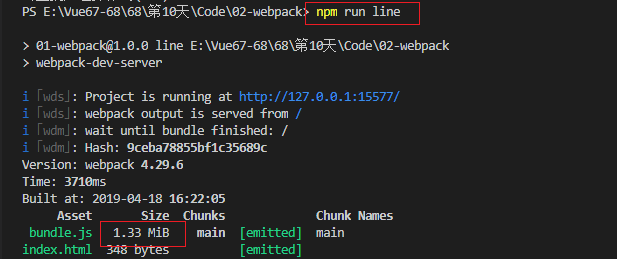 PS E:\Vue67-68\68\第10天\Code\02-webpack> npm run line
> 01-webpack@1.0.0 line E:\Vue67-68\68\第10天\Code\02-webpack
> webpack-dev-server
i ｢wds｣: Project is running at http://127.0.0.1:15577/
i ｢wds｣: webpack output is served from /
i ｢wdm｣: wait until bundle finished: /
i ｢wdm｣: Hash: 9ceba78855bf1c35689c
Version: webpack 4.29.6
Time: 3710ms
Built at: 2019-04-18 16:22:05
Asset Size Chunks Chunk Names
bundle.js 1.33 MiB main [emitted] main
index.html 348 bytes [emitted]